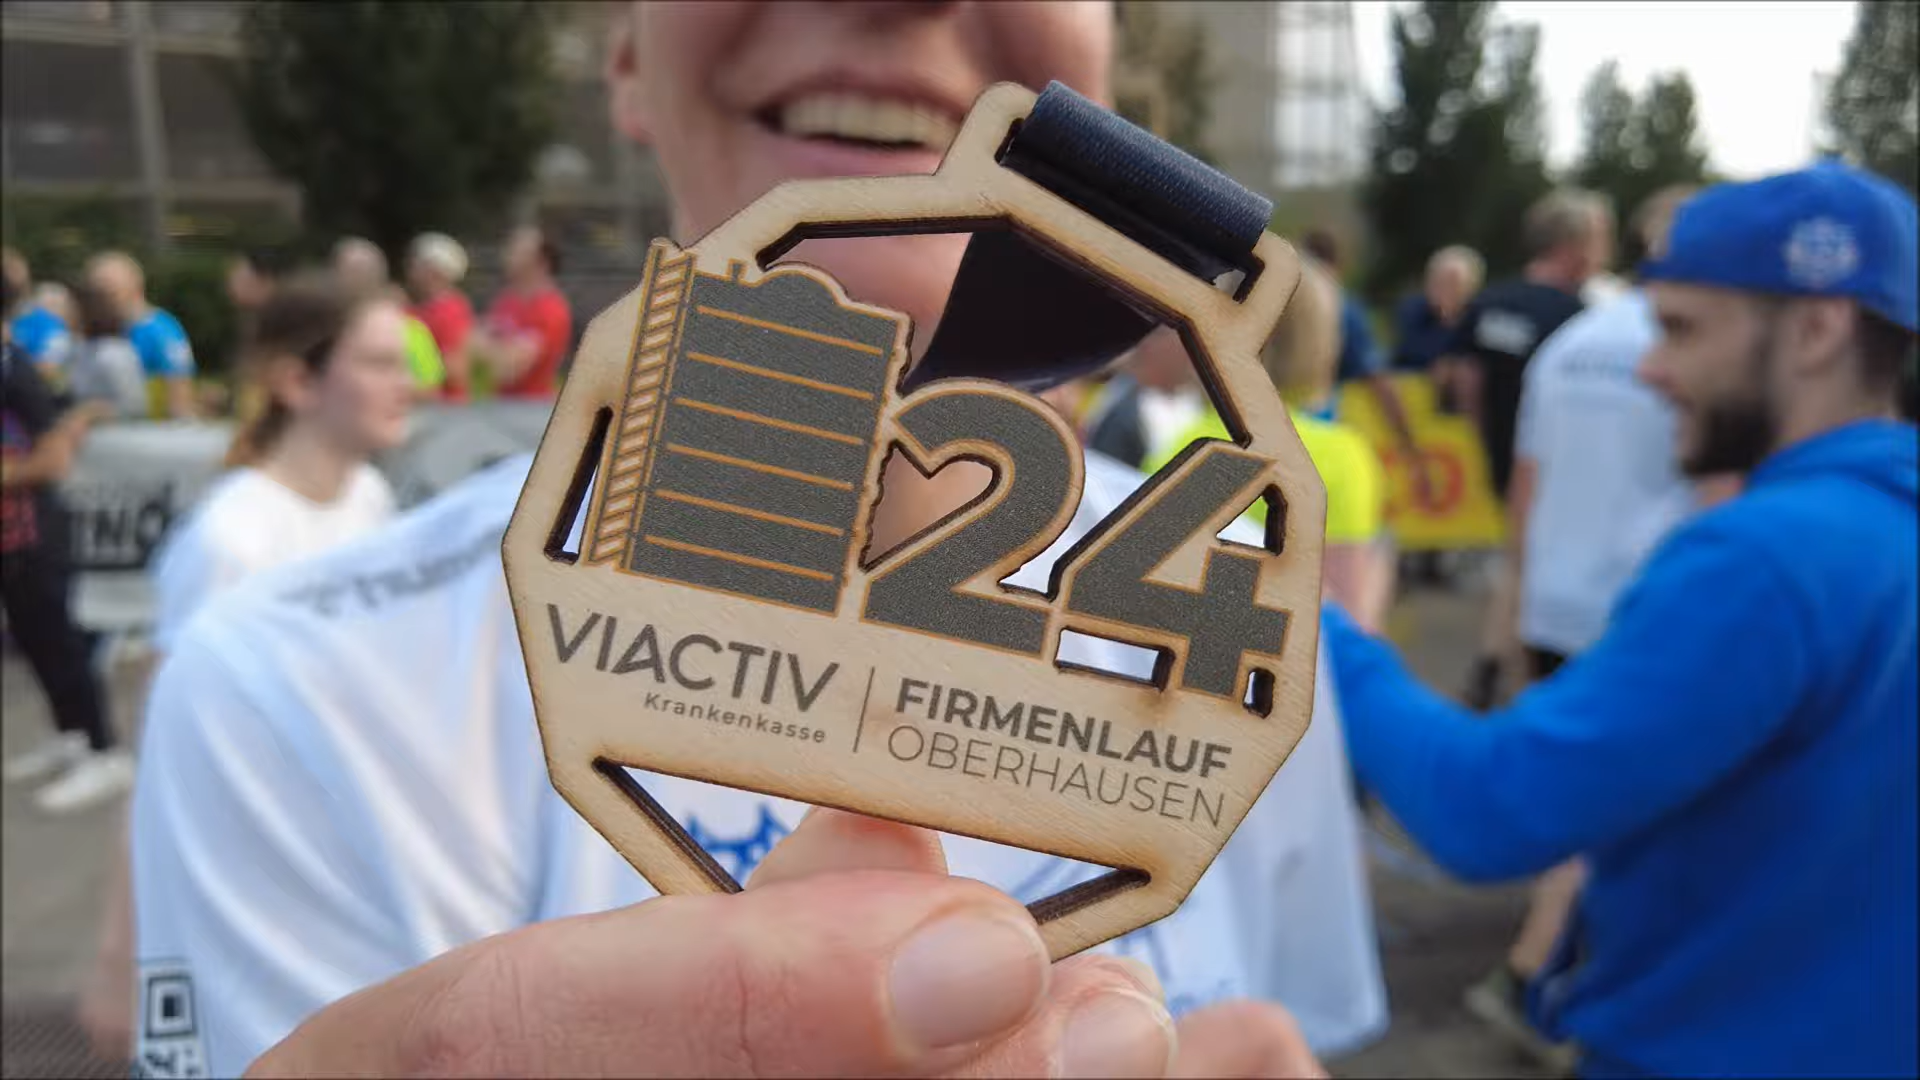 24
VIACTIV
Krankenkasse
FIRMENLAUF
OBERHAUSEN